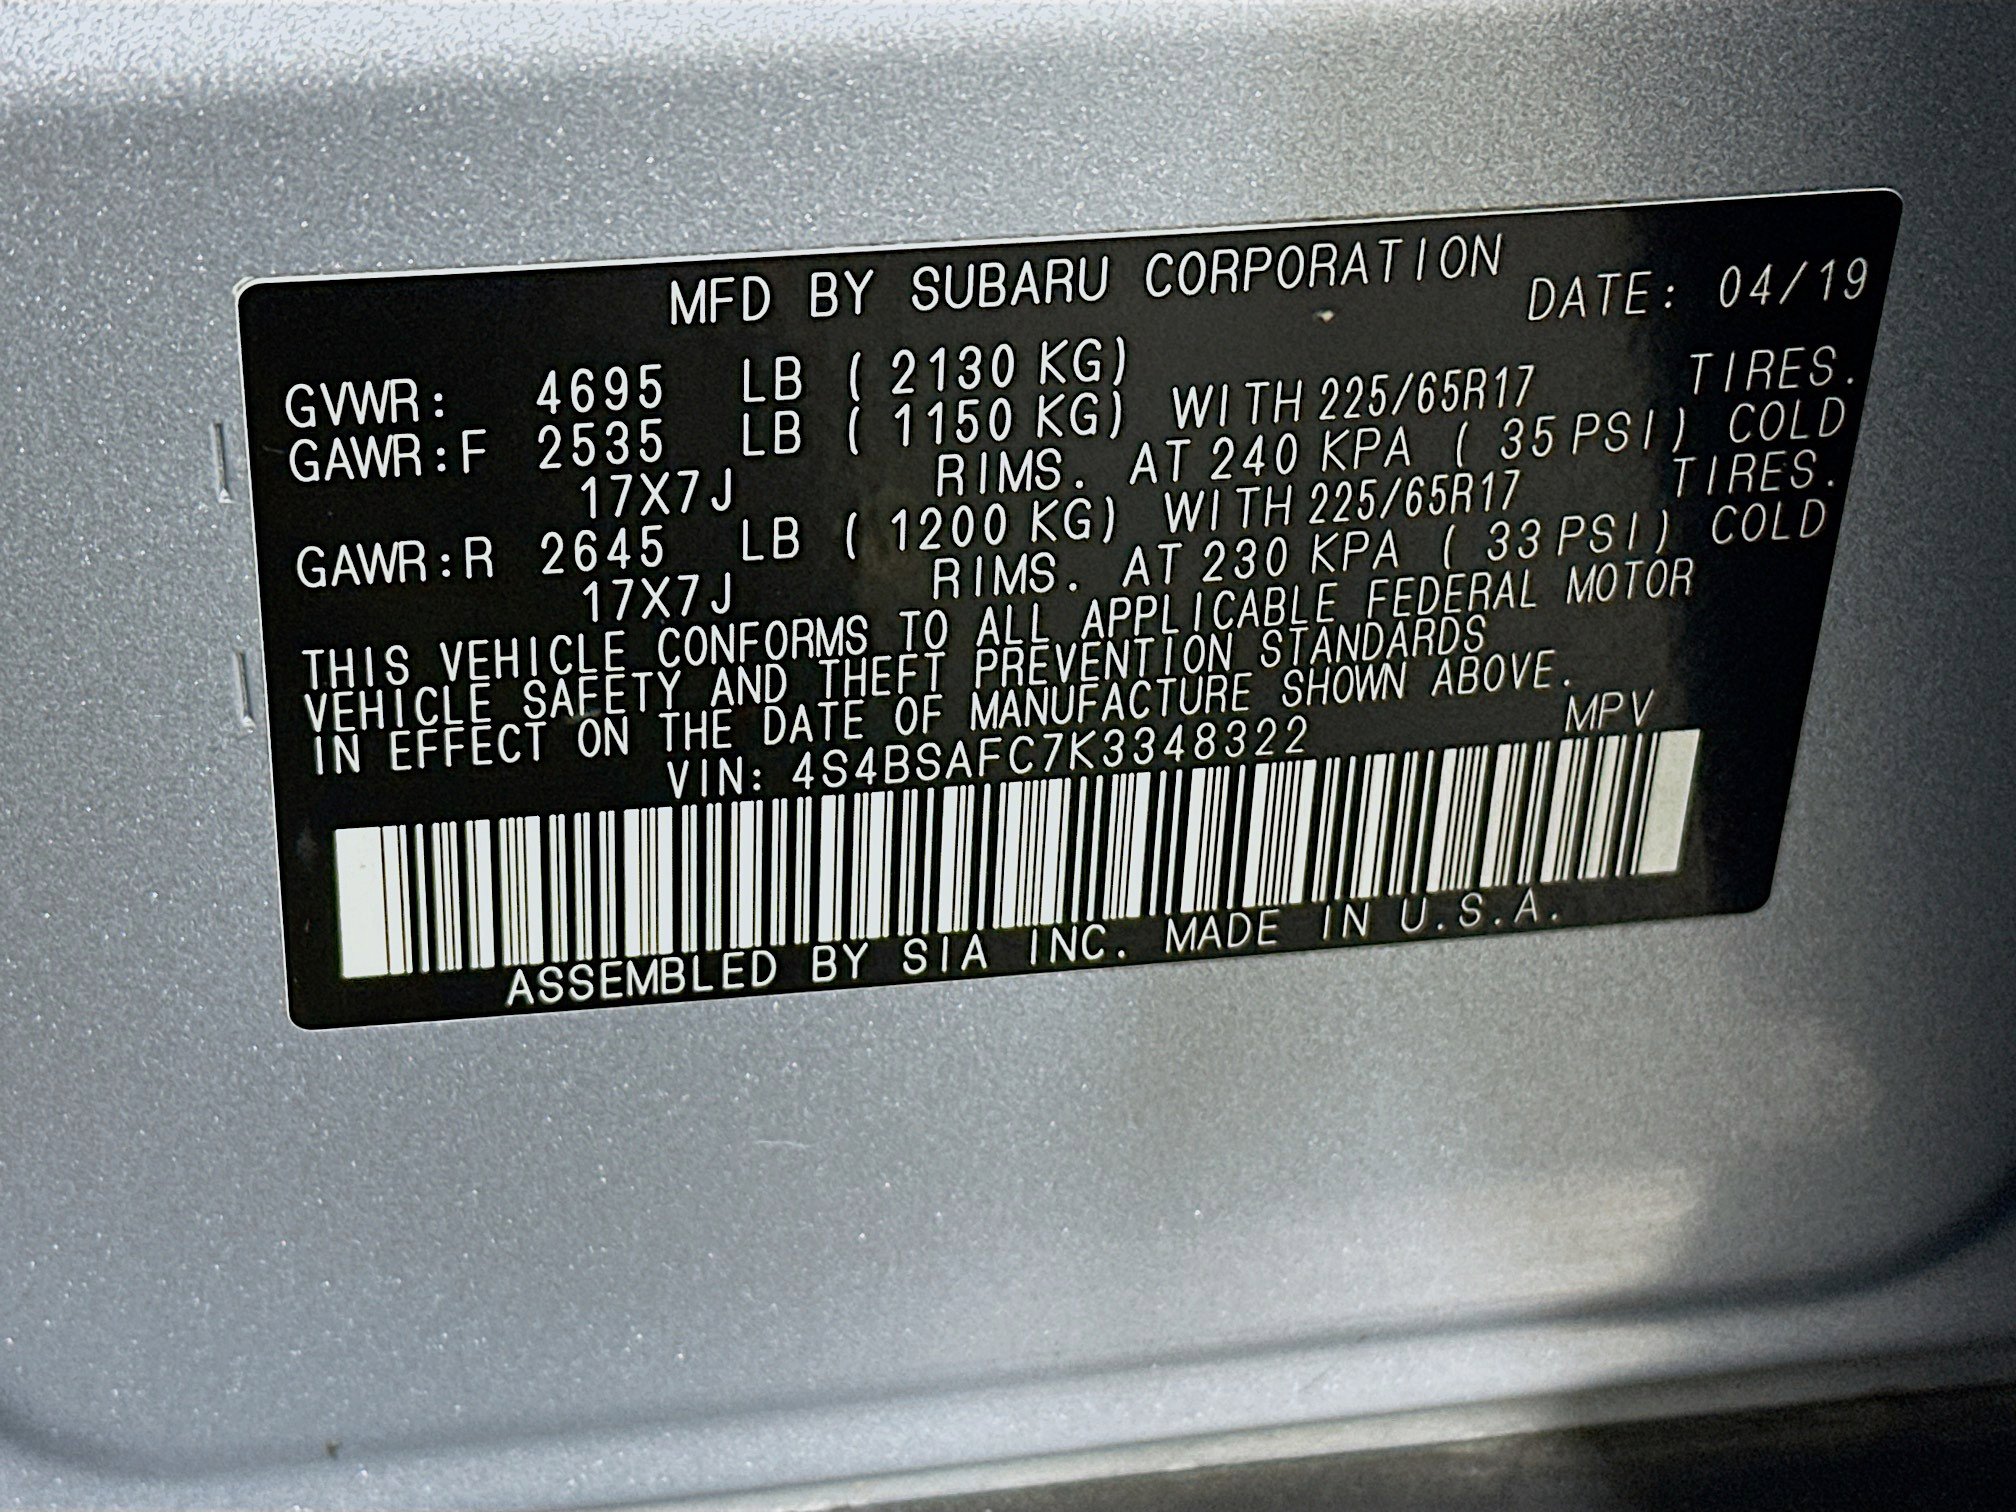 MFD BY SUBARU CORPORATION DATE: 04/19
GVWR: 4695 LB ( 2130 KG)
GAWR:F 2535 LB ( 1150 KG) WITH 225/65R17 TIRES.
17X7J RIMS. AT 240 KPA ( 35 PSI) COLD
GAWR:R 2645 LB ( 1200 KG) WITH 225/65R17 TIRES.
17X7J RIMS. AT 230 KPA ( 33 PSI) COLD
THIS VEHICLE CONFORMS TO ALL APPLICABLE FEDERAL MOTOR
VEHICLE SAFETY AND THEFT PREVENTION STANDARDS
IN EFFECT ON THE DATE OF MANUFACTURE SHOWN ABOVE.
VIN: 4S4BSAFC7K3348322 MPV
ASSEMBLED BY SIA INC. MADE IN U.S.A.